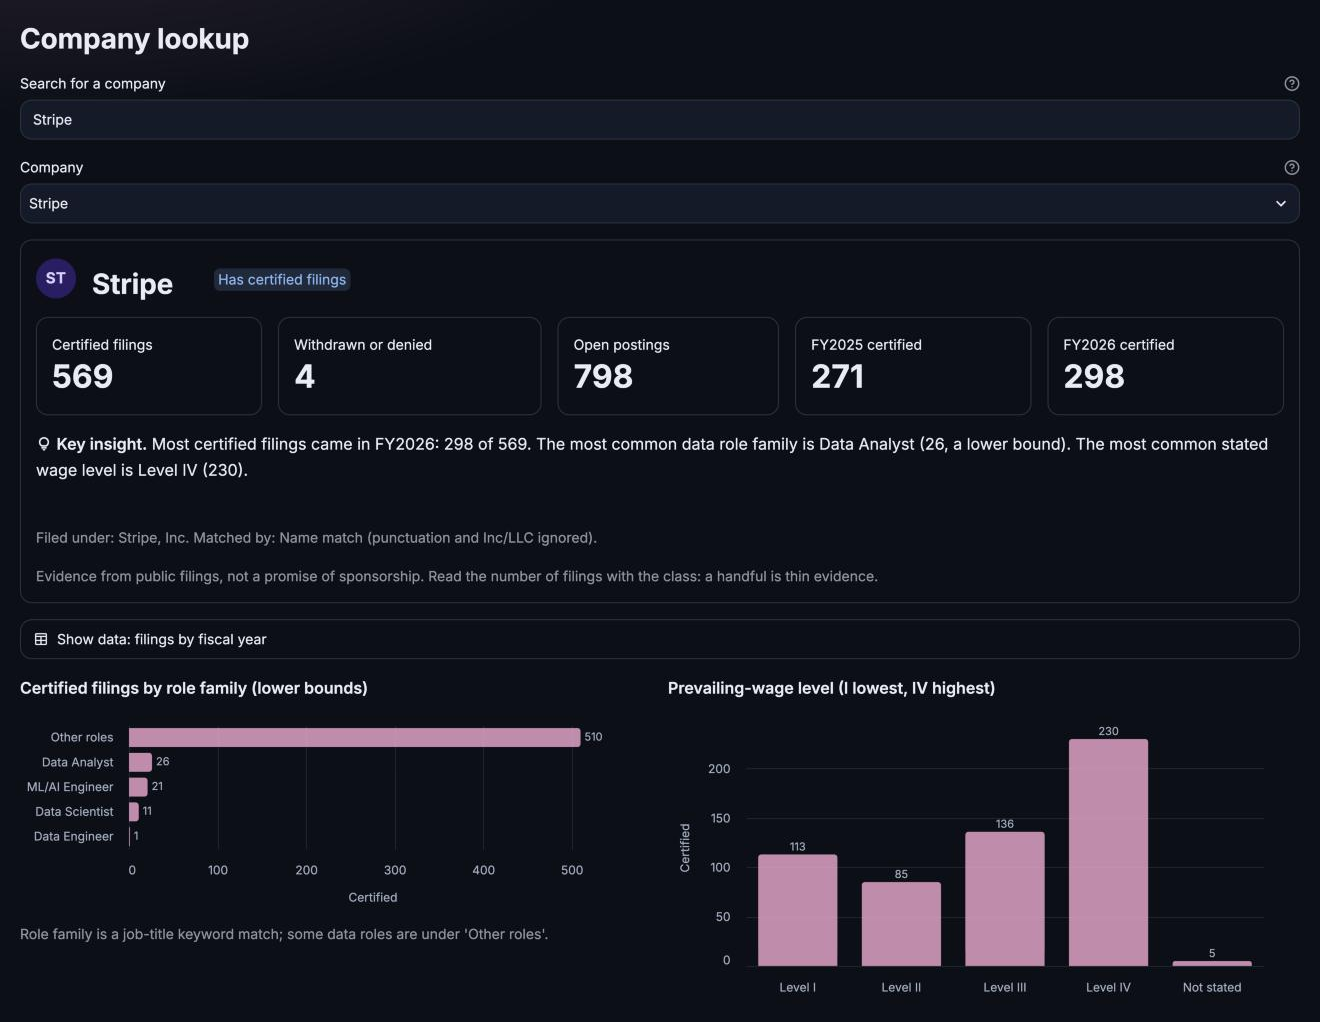 Company lookup
Search for a company
Stripe
Company
Stripe
ST
Stripe
Has certified filings
Certified filings
569
Withdrawn or denied
4
Open postings
798
FY2025 certified
271
FY2026 certified
298
Key insight. Most certified filings came in FY2026: 298 of 569. The most common data role family is Data Analyst (26, a lower bound). The most common stated
wage level is Level IV (230).
Filed under: Stripe, Inc. Matched by: Name match (punctuation and Inc/LLC ignored).
Evidence from public filings, not a promise of sponsorship. Read the number of filings with the class: a handful is thin evidence.
Show data: filings by fiscal year
Certified filings by role family (lower bounds)
Other roles 510
Data Analyst 26
ML/AI Engineer 21
Data Scientist 11
Data Engineer 1
0 100 200 300 400 500
Certified
Role family is a job-title keyword match; some data roles are under 'Other roles'.
Prevailing-wage level (I lowest, IV highest)
Certified
200
150
100
50
0
113 85 136 230 5
Level I Level II Level III Level IV Not stated